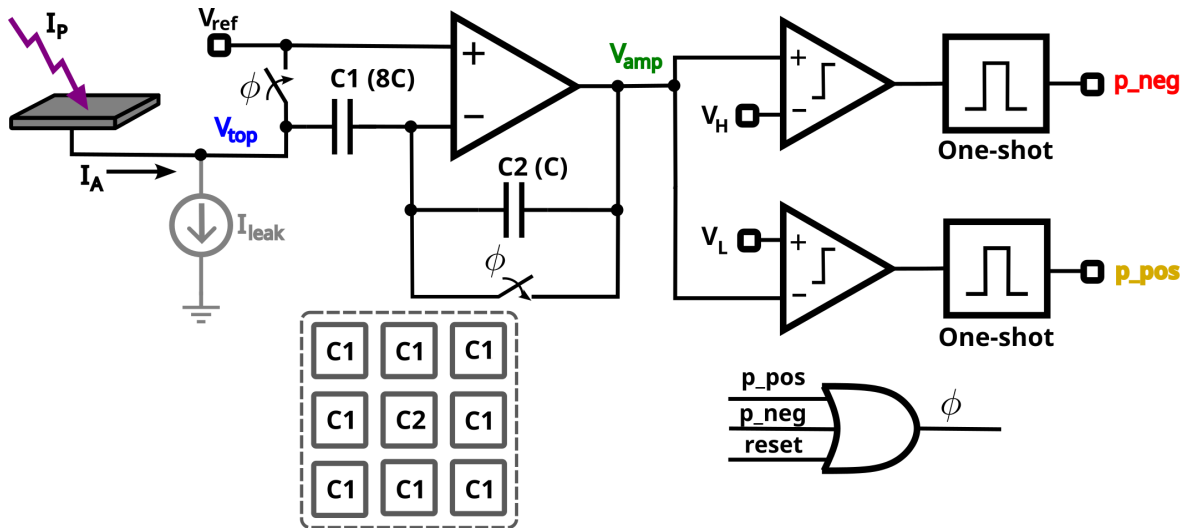 I_P
V_ref
ϕ
C1 (8C)
V_top
I_A
I_leak
+
−
C2 (C)
ϕ
V_amp
+
−
V_H
One-shot
p_neg
V_L
+
−
One-shot
p_pos
C1 C1 C1
C1 C2 C1
C1 C1 C1
p_pos
p_neg
reset
ϕ